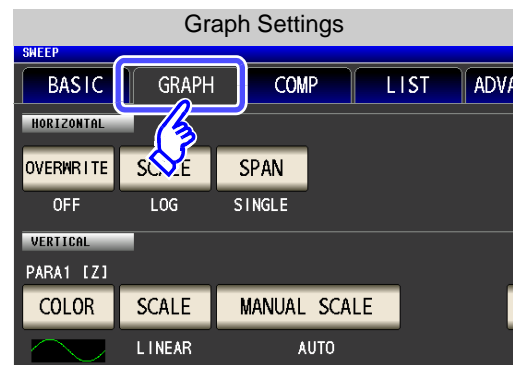 Graph Settings
SWEEP
BASIC GRAPH COMP LIST ADVA
HORIZONTAL
OVERWRITE SCALE SPAN
OFF LOG SINGLE
VERTICAL
PARA1 [Z]
COLOR SCALE MANUAL SCALE
LINEAR AUTO